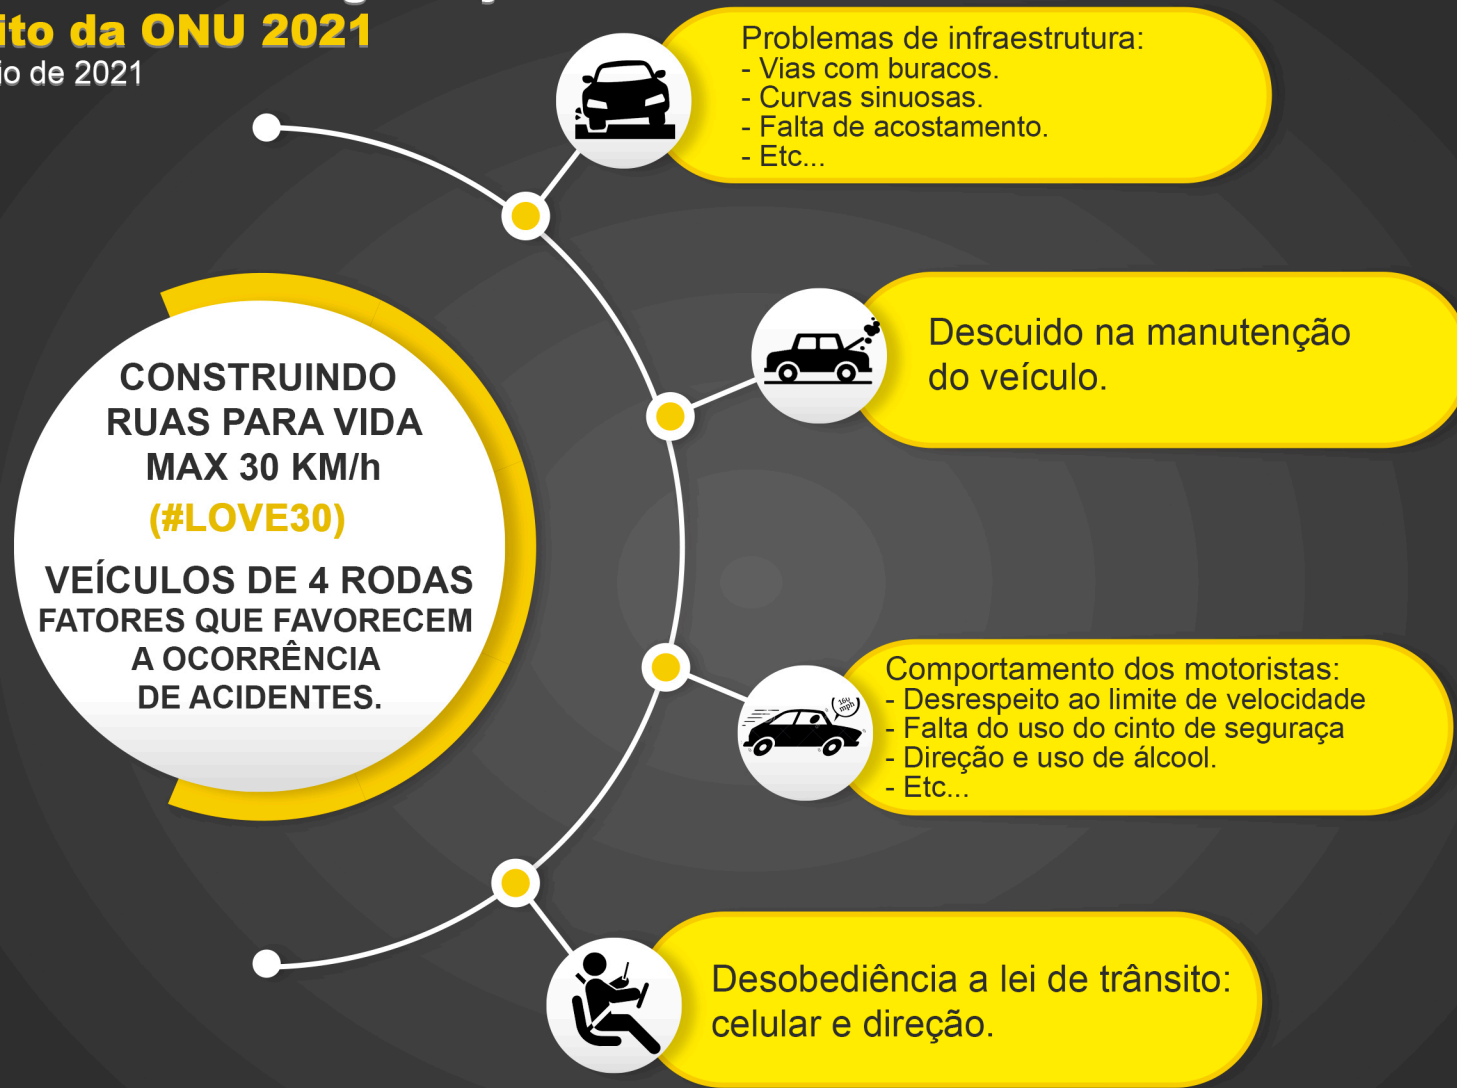 ito da ONU 2021
io de 2021
Problemas de infraestrutura:
- Vias com buracos.
- Curvas sinuosas.
- Falta de acostamento.
- Etc...
CONSTRUINDO
RUAS PARA VIDA
MAX 30 KM/h
(#LOVE30)
VEÍCULOS DE 4 RODAS
FATORES QUE FAVORECEM
A OCORRÊNCIA
DE ACIDENTES.
Descuido na manutenção
do veículo.
160
mph
Comportamento dos motoristas:
- Desrespeito ao limite de velocidade
- Falta do uso do cinto de seguraça
- Direção e uso de álcool.
- Etc...
Desobediência a lei de trânsito:
celular e direção.